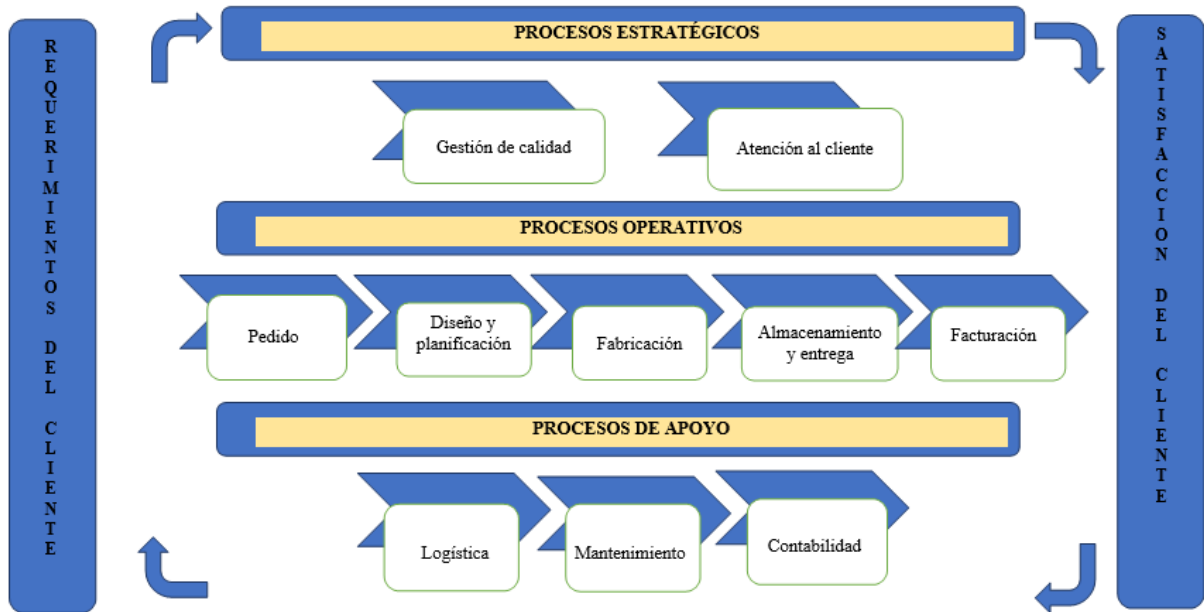 REQUERIMIENTOS DEL CLIENTE
PROCESOS ESTRATÉGICOS
Gestión de calidad
Atención al cliente
PROCESOS OPERATIVOS
Pedido
Diseño y
planificación
Fabricación
Almacenamiento
y entrega
Facturación
PROCESOS DE APOYO
Logística
Mantenimiento
Contabilidad
SATISFACCION DEL CLIENTE